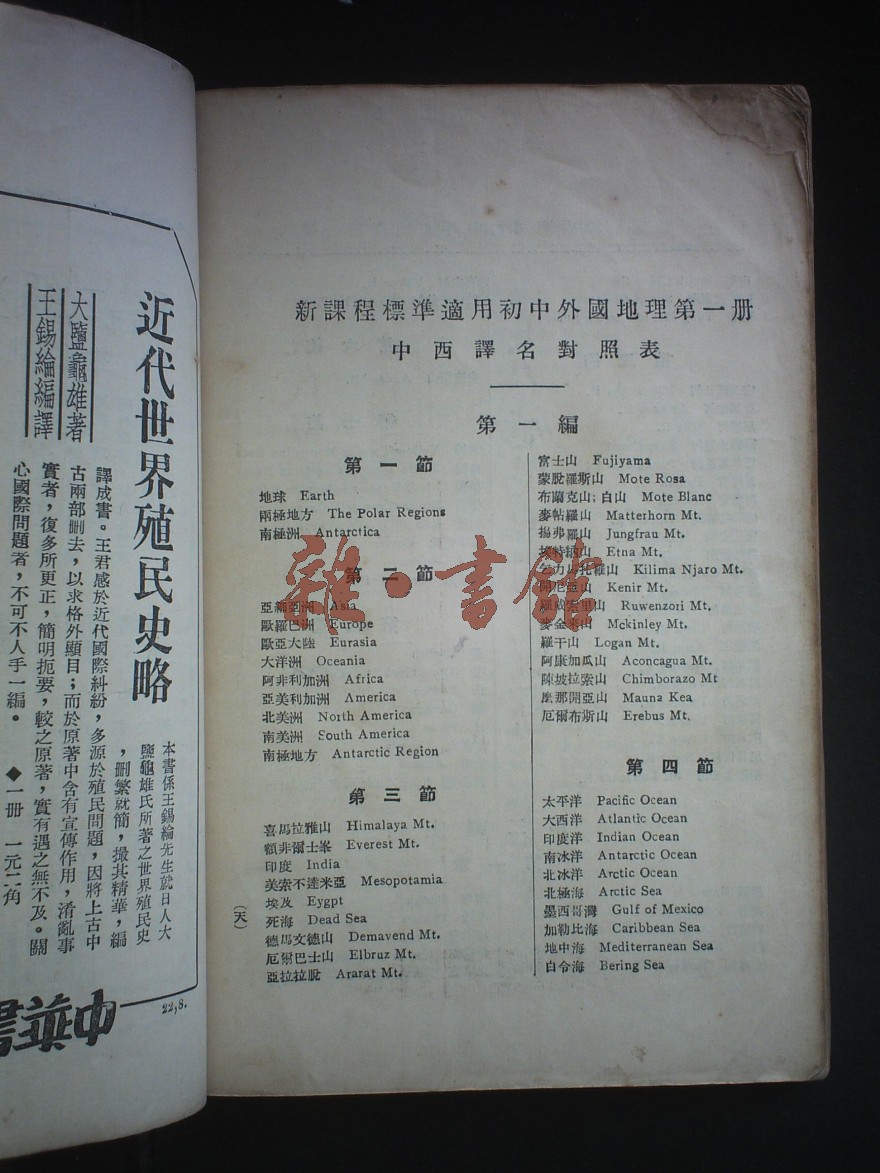 新課程標準適用初中外國地理第一册
中西譯名對照表
第一編
第一節
地球 Earth
兩極地方 The Polar Regions
南極洲 Antarctica
第二節
亞細亞洲 Asia
歐羅巴洲 Europe
歐亞大陸 Eurasia
大洋洲 Oceania
阿非利加洲 Africa
亞美利加洲 America
北美洲 North America
南美洲 South America
南極地方 Antarctic Region
第三節
喜馬拉雅山 Himalaya Mt.
額非爾士峯 Everest Mt.
印度 India
美索不達米亞 Mesopotamia
埃及 Eygpt
死海 Dead Sea
德馬文德山 Demavend Mt.
厄爾巴士山 Elbruz Mt.
亞拉拉脫 Ararat Mt.
富士山 Fujiyama
蒙脫羅斯山 Mote Rosa
布蘭克山;白山 Mote Blanc
麥帖羅山 Matterhorn Mt.
揚弗羅山 Jungfrau Mt.
Etna Mt.
Kilima Njaro Mt.
Kenir Mt.
Ruwenzori Mt.
麥金米山 Mckinley Mt.
羅干山 Logan Mt.
阿康加瓜山 Aconcagua Mt.
陳坡拉索山 Chimborazo Mt
麼那開亞山 Mauna Kea
厄爾布斯山 Erebus Mt.
第四節
太平洋 Pacific Ocean
大西洋 Atlantic Ocean
印度洋 Indian Ocean
南冰洋 Antarctic Ocean
北冰洋 Arctic Ocean
北極海 Arctic Sea
墨西哥灣 Gulf of Mexico
加勒比海 Caribbean Sea
地中海 Mediterranean Sea
白令海 Bering Sea
雜·書館
近代世界殖民史略
大鹽龜雄著
王錫綸編譯
本書係王錫綸先生就日人大
鹽龜雄氏所著之世界殖民史
,删繁就簡,撮其精華,編
譯成書。王君感於近代國際糾紛,多源於殖民問題,因將上古中
古兩部删去,以求格外顯目;而於原著中含有宣傳作用,淆亂事
實者,復多所更正,簡明扼要,較之原著,實有過之無不及。關
心國際問題者,不可不人手一編。 ◆一册 一元二角
(天)
22,8.
中華書